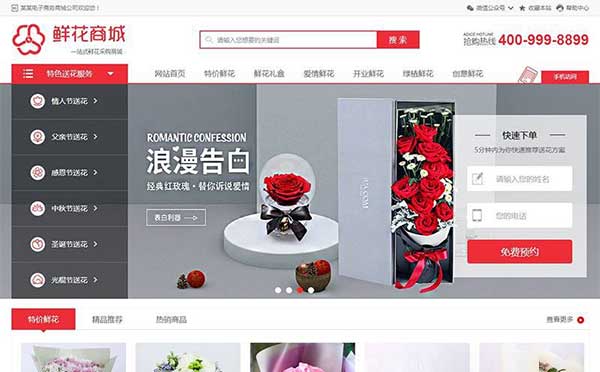 某某电子商务商城公司欢迎您！
微信公众号 收藏本站 帮助中心
鲜花商城
一站式鲜花采购商城
请输入您想要的关键词
搜 索
抢购热线
400-999-8899
特色送花服务
网站首页 特价鲜花 鲜花礼盒 爱情鲜花 开业鲜花 绿植鲜花 创意鲜花
手机访问
情人节送花
父亲节送花
感恩节送花
中秋节送花
圣诞节送花
光棍节送花
ROMANTIC CONFESSION
浪漫告白
经典红玫瑰·替你诉说爱情
表白利器
快速下单
5分钟内为你快速推荐送花方案
请输入您的姓名
您的电话
免费预约
特价鲜花 精品推荐 热销商品
查看更多